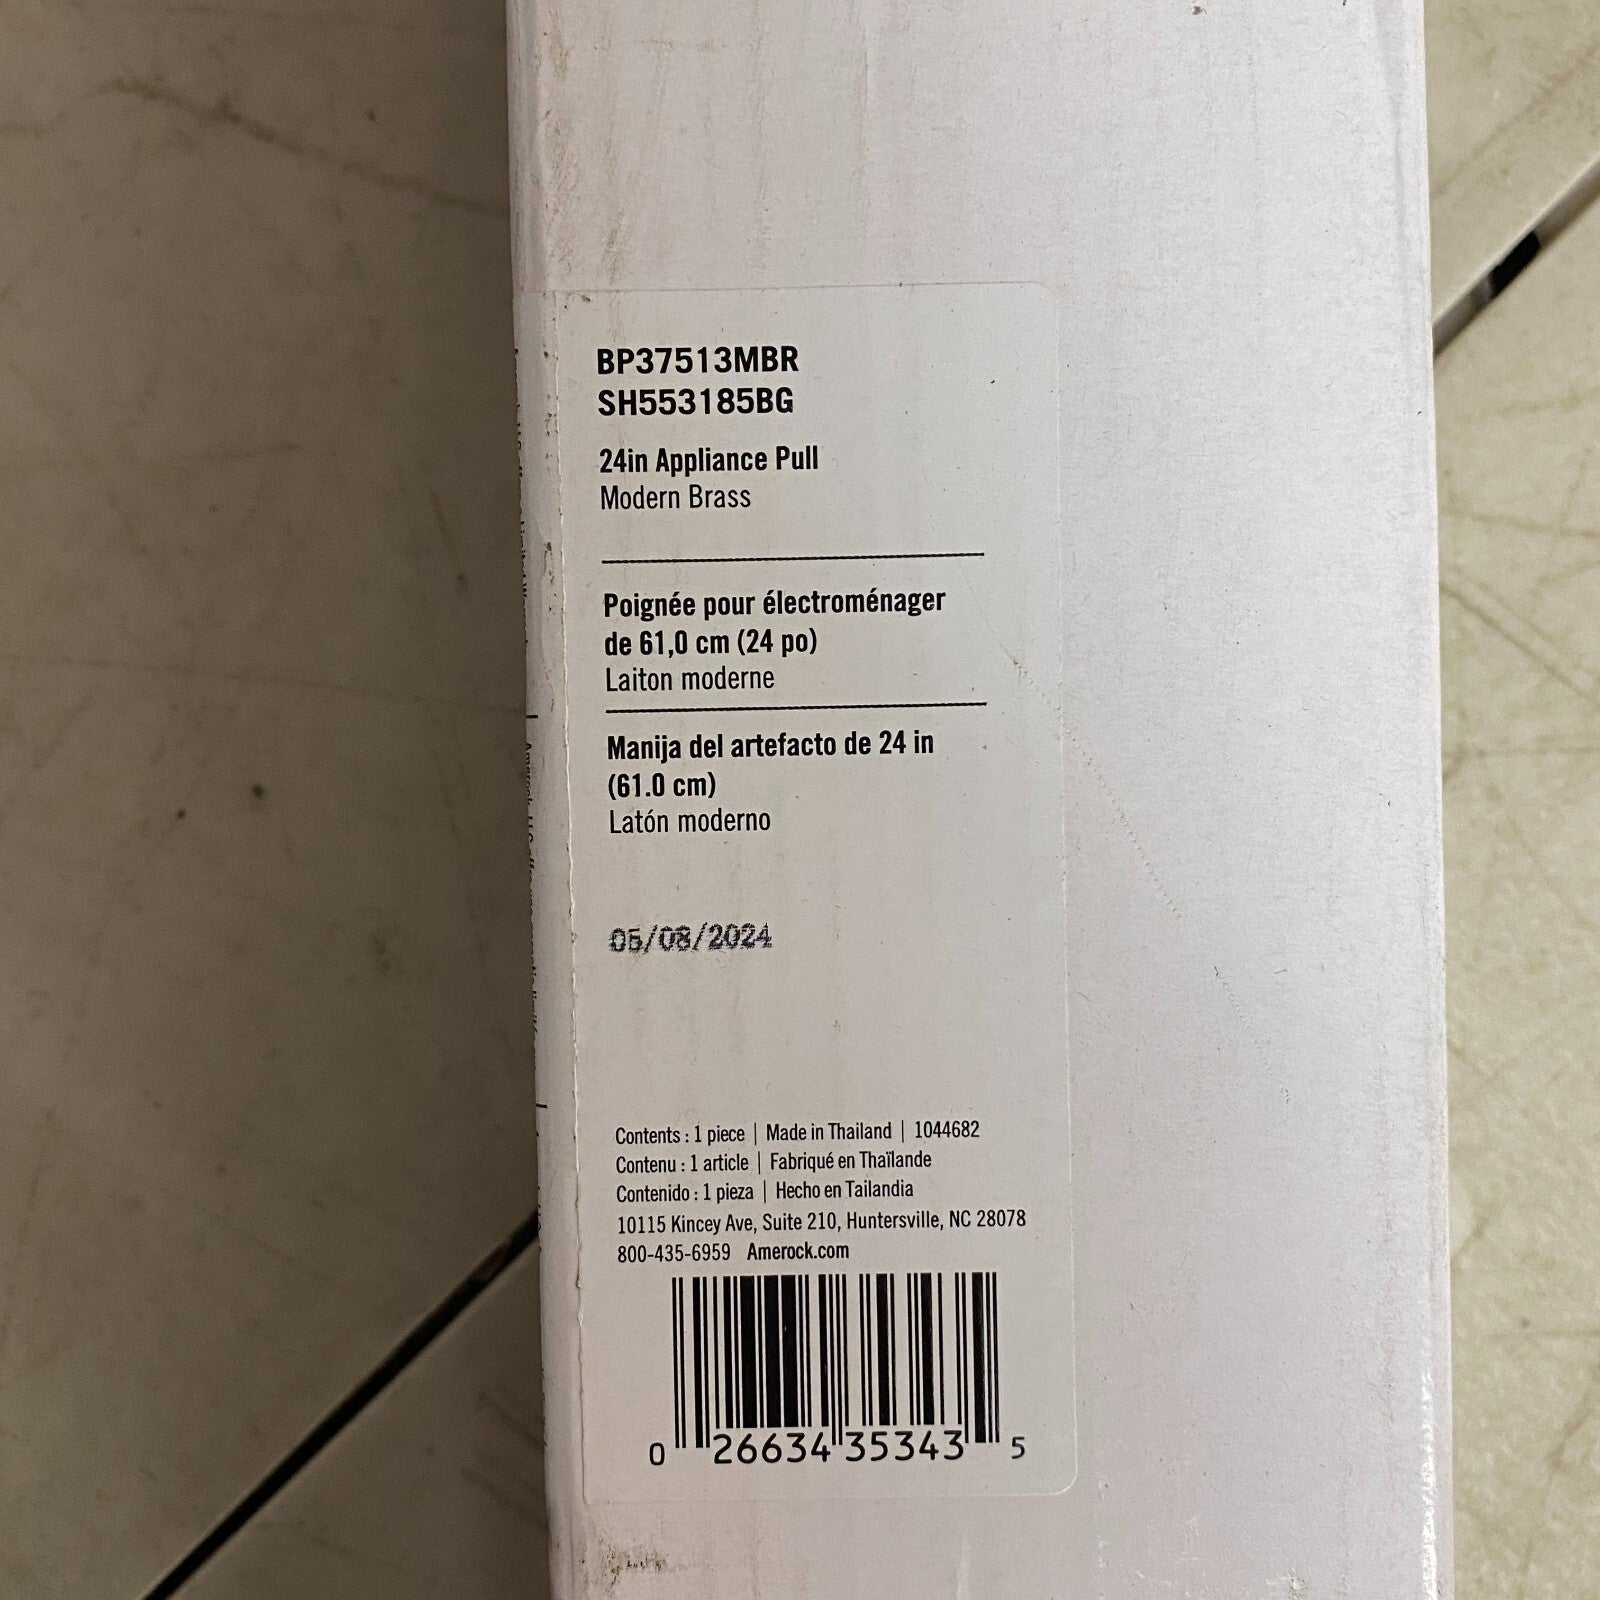 BP37513MBR
SH553185BG
24in Appliance Pull
Modern Brass
Poignée pour électroménager
de 61,0 cm (24 po)
Laiton moderne
Manija del artefacto de 24 in
(61.0 cm)
Latón moderno
05/08/2024
Contents : 1 piece | Made in Thailand | 1044682
Contenu : 1 article | Fabriqué en Thaïlande
Contenido : 1 pieza | Hecho en Tailandia
10115 Kincey Ave, Suite 210, Huntersville, NC 28078
800-435-6959 Amerock.com
0 26634 35343 5